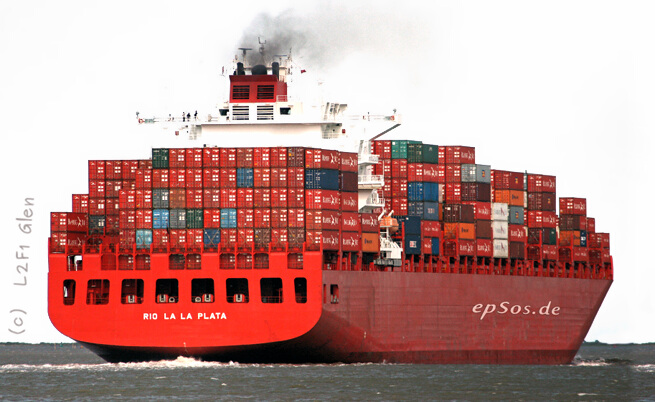 (c) L2F1 Glen
RIO LA LA PLATA
epSos.de